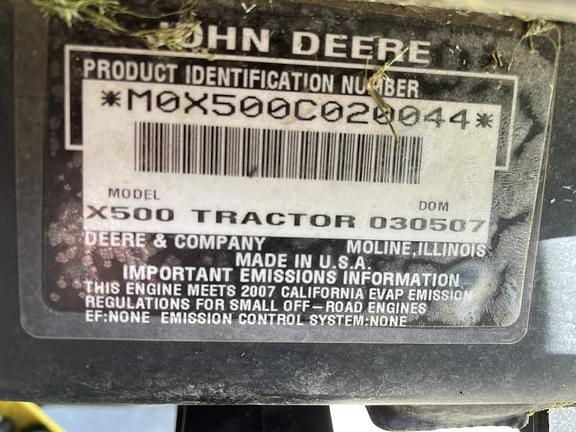 JOHN DEERE
PRODUCT IDENTIFICATION NUMBER
*M0X500C020044*
MODEL DOM
X500 TRACTOR 030507
DEERE & COMPANY MOLINE, ILLINOIS
MADE IN U.S.A.
IMPORTANT EMISSIONS INFORMATION
THIS ENGINE MEETS 2007 CALIFORNIA EVAP EMISSION
REGULATIONS FOR SMALL OFF-ROAD ENGINES
EF:NONE EMISSION CONTROL SYSTEM:NONE